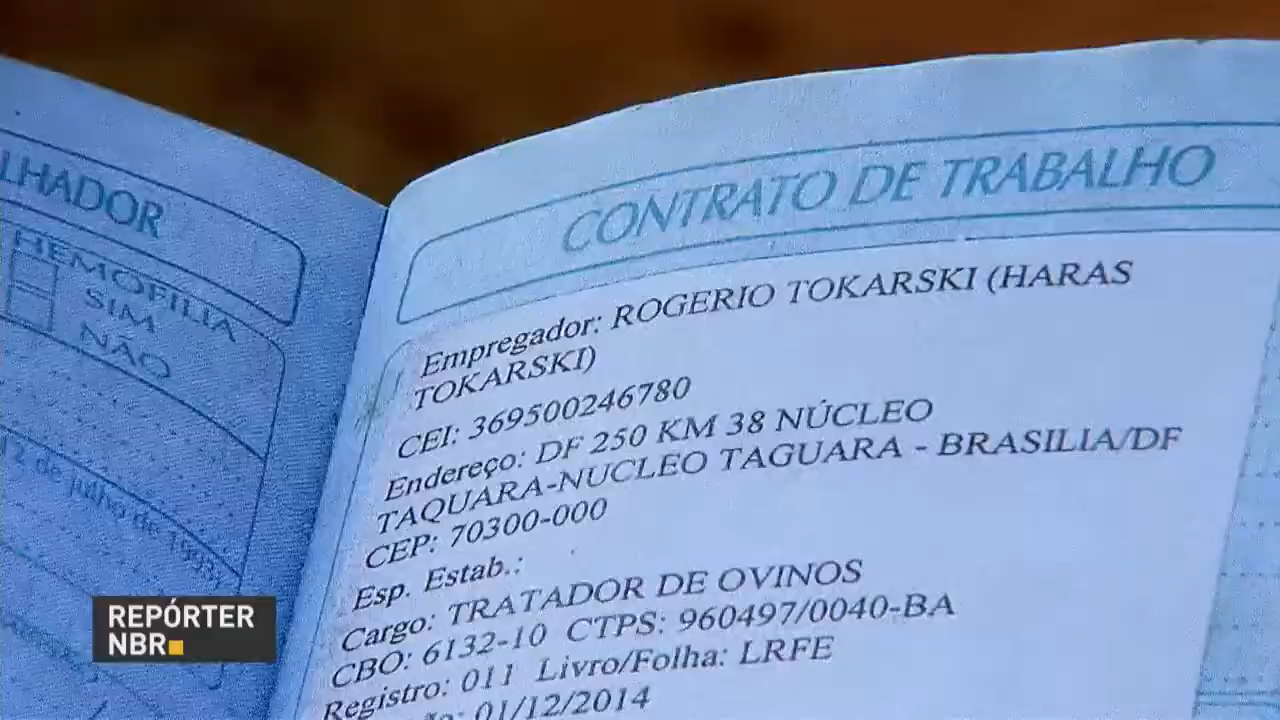 LHADOR
HEMOFILIA
SIM
NÃO
2 de julho de 1993
CONTRATO DE TRABALHO
Empregador: ROGERIO TOKARSKI (HARAS
TOKARSKI)
CEI: 369500246780
Endereço: DF 250 KM 38 NÚCLEO
TAQUARA-NUCLEO TAGUARA - BRASILIA/DF
CEP: 70300-000
Esp. Estab.:
Cargo: TRATADOR DE OVINOS
CBO: 6132-10 CTPS: 960497/0040-BA
Registro: 011 Livro/Folha: LRFE
01/12/2014
REPÓRTER
NBR